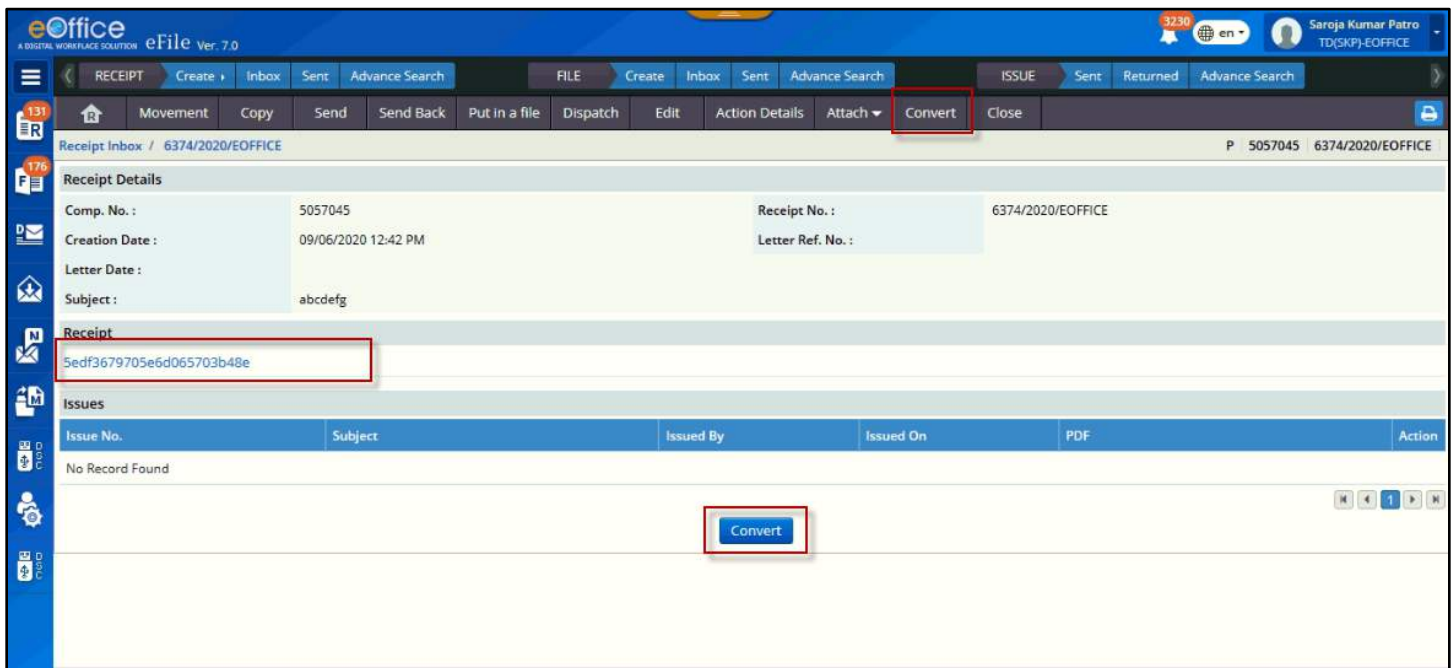 eOffice
A DIGITAL WORKPLACE SOLUTION eFile Ver. 7.0
3230 en Saroja Kumar Patro
TD(SKP)-EOFFICE
RECEIPT Create Inbox Sent Advance Search FILE Create Inbox Sent Advance Search ISSUE Sent Returned Advance Search
131 R
R Movement Copy Send Send Back Put in a file Dispatch Edit Action Details Attach Convert Close
Receipt Inbox / 6374/2020/EOFFICE P 5057045 6374/2020/EOFFICE
176 F
Receipt Details
Comp. No. : 5057045 Receipt No. : 6374/2020/EOFFICE
D
Creation Date : 09/06/2020 12:42 PM Letter Ref. No. :
Letter Date :
Subject : abcdefg
N
Receipt
5edf3679705e6d065703b48e
M
Issues
Issue No. Subject Issued By Issued On PDF Action
DSC
No Record Found
1
Convert
DSC